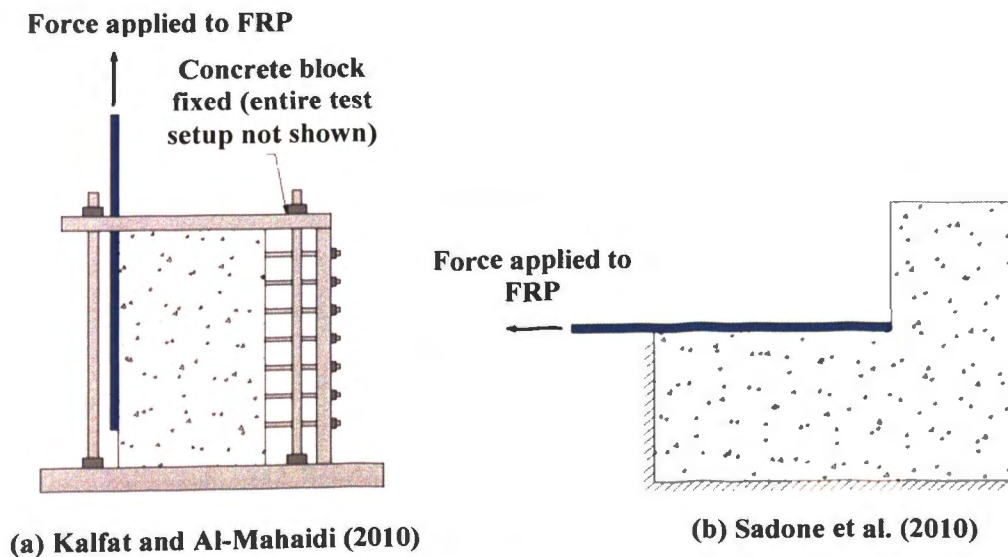 Force applied to FRP
Concrete block
fixed (entire test
setup not shown)
Force applied to
FRP
(a) Kalfat and Al-Mahaidi (2010)
(b) Sadone et al. (2010)